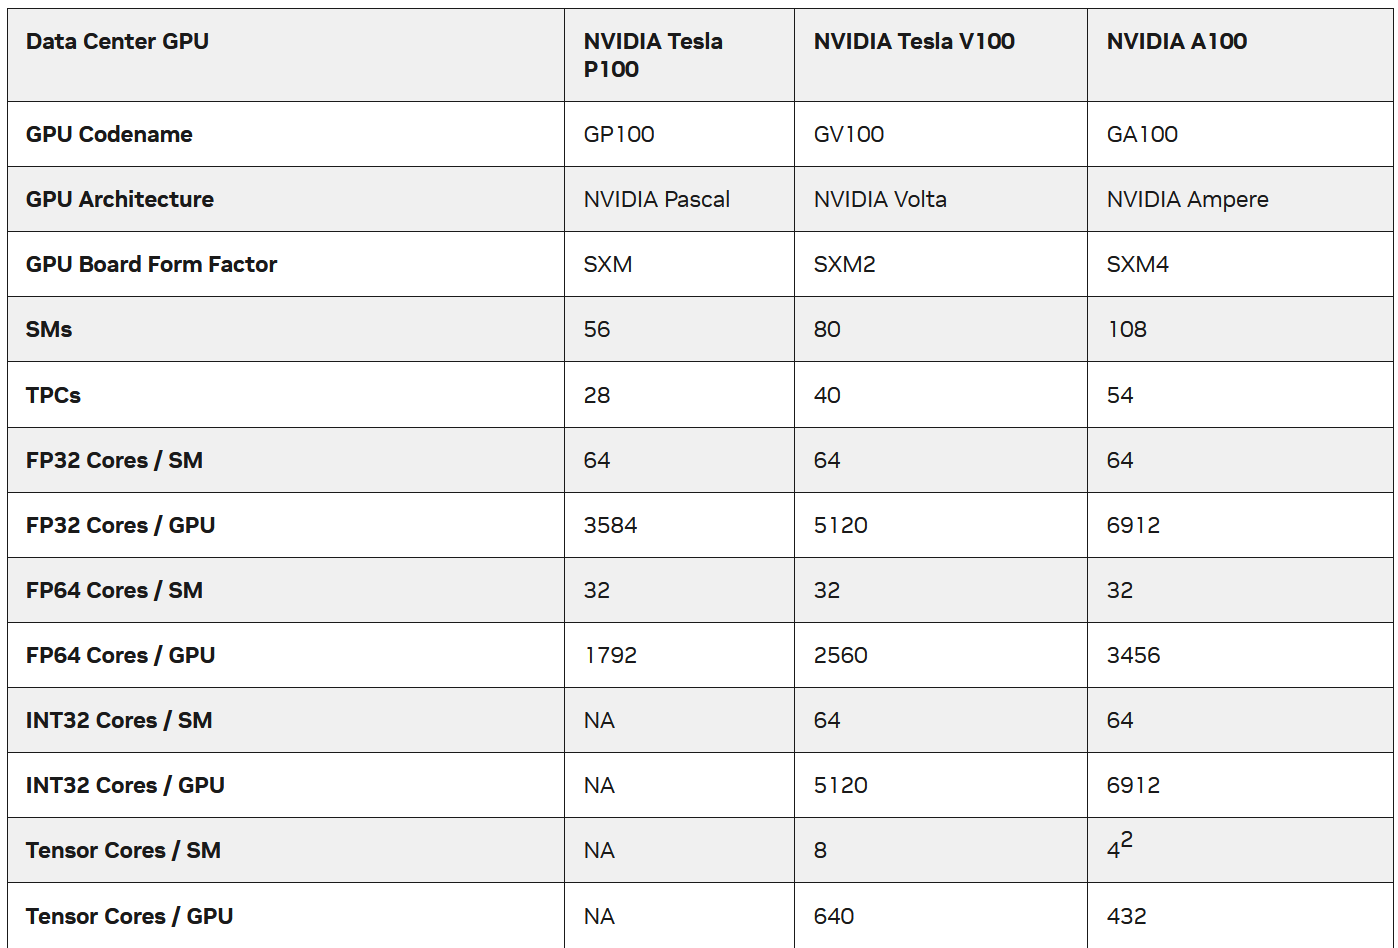 Data Center GPU NVIDIA Tesla P100 NVIDIA Tesla V100 NVIDIA A100
GPU Codename GP100 GV100 GA100
GPU Architecture NVIDIA Pascal NVIDIA Volta NVIDIA Ampere
GPU Board Form Factor SXM SXM2 SXM4
SMs 56 80 108
TPCs 28 40 54
FP32 Cores / SM 64 64 64
FP32 Cores / GPU 3584 5120 6912
FP64 Cores / SM 32 32 32
FP64 Cores / GPU 1792 2560 3456
INT32 Cores / SM NA 64 64
INT32 Cores / GPU NA 5120 6912
Tensor Cores / SM NA 8 4²
Tensor Cores / GPU NA 640 432